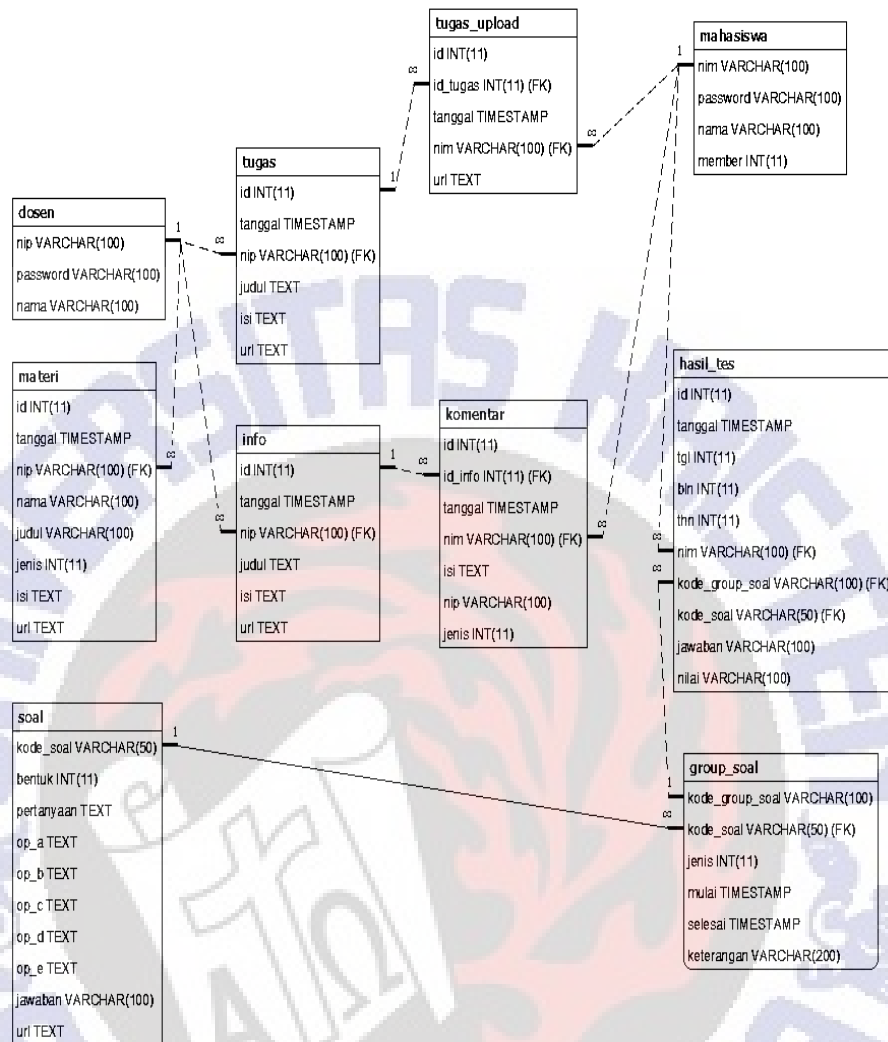 tugas_upload
id INT(11)
id_tugas INT(11) (FK)
tanggal TIMESTAMP
nim VARCHAR(100) (FK)
url TEXT
mahasiswa
nim VARCHAR(100)
password VARCHAR(100)
nama VARCHAR(100)
member INT(11)
tugas
id INT(11)
tanggal TIMESTAMP
nip VARCHAR(100) (FK)
judul TEXT
isi TEXT
url TEXT
dosen
nip VARCHAR(100)
password VARCHAR(100)
nama VARCHAR(100)
materi
id INT(11)
tanggal TIMESTAMP
nip VARCHAR(100) (FK)
nama VARCHAR(100)
judul VARCHAR(100)
jenis INT(11)
isi TEXT
url TEXT
info
id INT(11)
tanggal TIMESTAMP
nip VARCHAR(100) (FK)
judul TEXT
isi TEXT
url TEXT
komentar
id INT(11)
id_info INT(11) (FK)
tanggal TIMESTAMP
nim VARCHAR(100) (FK)
isi TEXT
nip VARCHAR(100)
jenis INT(11)
hasil_tes
id INT(11)
tanggal TIMESTAMP
tgl INT(11)
bln INT(11)
thn INT(11)
nim VARCHAR(100) (FK)
kode_group_soal VARCHAR(100) (FK)
kode_soal VARCHAR(50) (FK)
jawaban VARCHAR(100)
nilai VARCHAR(100)
soal
kode_soal VARCHAR(50)
bentuk INT(11)
pertanyaan TEXT
op_a TEXT
op_b TEXT
op_c TEXT
op_d TEXT
op_e TEXT
jawaban VARCHAR(100)
url TEXT
group_soal
kode_group_soal VARCHAR(100)
kode_soal VARCHAR(50) (FK)
jenis INT(11)
mulai TIMESTAMP
selesai TIMESTAMP
keterangan VARCHAR(200)
1
∞
1
∞
1
∞
∞
∞
1
∞
∞
∞
∞
1
1
∞